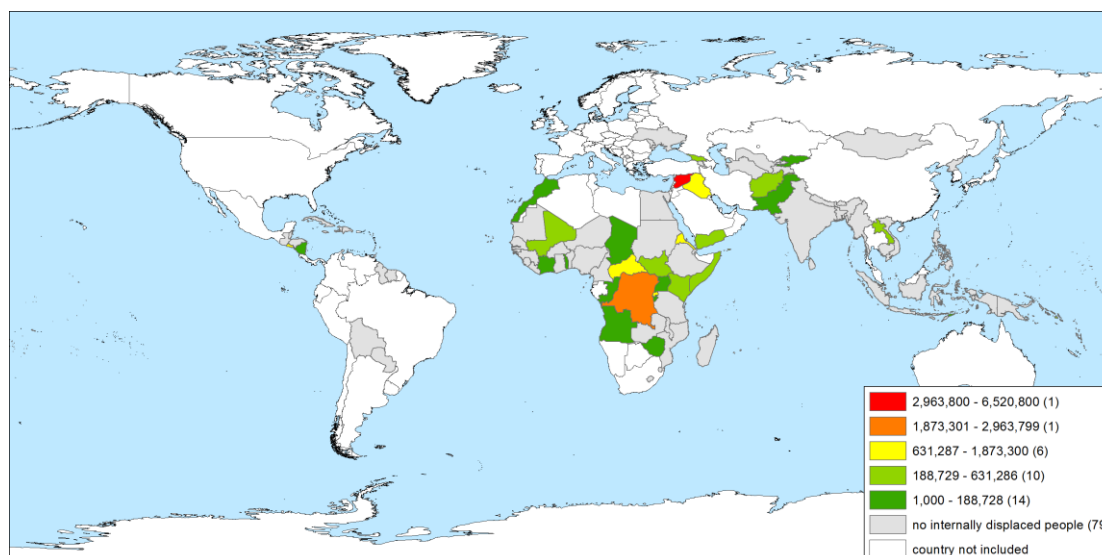 2,963,800 - 6,520,800 (1)
1,873,301 - 2,963,799 (1)
631,287 - 1,873,300 (6)
188,729 - 631,286 (10)
1,000 - 188,728 (14)
no internally displaced people (79
country not included